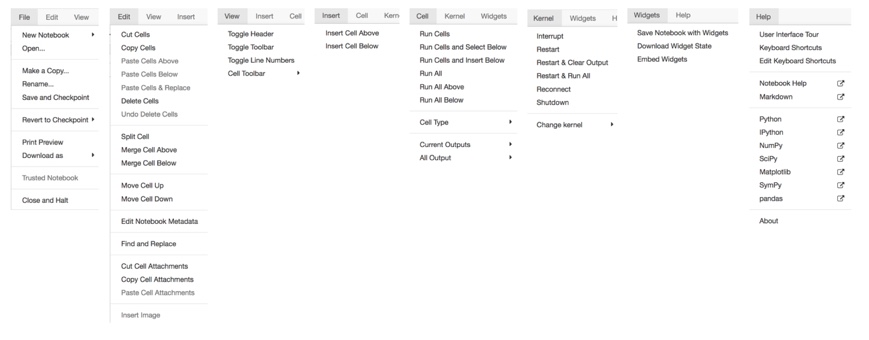 File Edit View
New Notebook
Open...
Make a Copy...
Rename...
Save and Checkpoint
Revert to Checkpoint
Print Preview
Download as
Trusted Notebook
Close and Halt
Edit View Insert
Cut Cells
Copy Cells
Paste Cells Above
Paste Cells Below
Paste Cells & Replace
Delete Cells
Undo Delete Cells
Split Cell
Merge Cell Above
Merge Cell Below
Move Cell Up
Move Cell Down
Edit Notebook Metadata
Find and Replace
Cut Cell Attachments
Copy Cell Attachments
Paste Cell Attachments
Insert Image
View Insert Cell
Toggle Header
Toggle Toolbar
Toggle Line Numbers
Cell Toolbar
Insert Cell Kern
Insert Cell Above
Insert Cell Below
Cell Kernel Widgets
Run Cells
Run Cells and Select Below
Run Cells and Insert Below
Run All
Run All Above
Run All Below
Cell Type
Current Outputs
All Output
Kernel Widgets H
Interrupt
Restart
Restart & Clear Output
Restart & Run All
Reconnect
Shutdown
Change kernel
Widgets Help
Save Notebook with Widgets
Download Widget State
Embed Widgets
Help
User Interface Tour
Keyboard Shortcuts
Edit Keyboard Shortcuts
Notebook Help
Markdown
Python
IPython
NumPy
SciPy
Matplotlib
SymPy
pandas
About